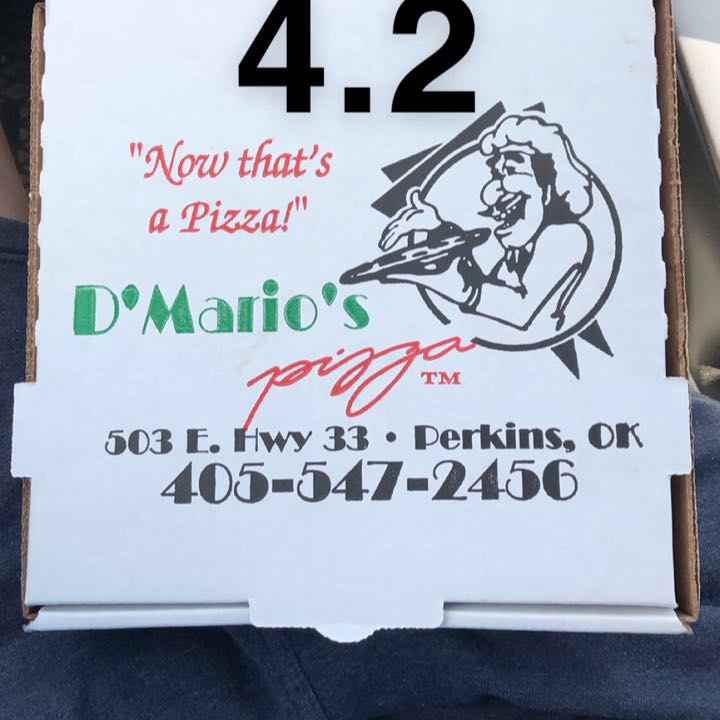 4.2
"Now that's
a Pizza!"
D'Mario's
pizza TM
503 E. Hwy 33 • Perkins, OK
405-547-2456